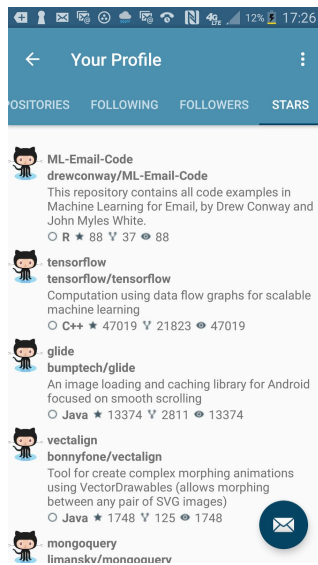 4G
LTE
12%
17:26
Your Profile
POSITORIES FOLLOWING FOLLOWERS STARS
ML-Email-Code
drewconway/ML-Email-Code
This repository contains all code examples in
Machine Learning for Email, by Drew Conway and
John Myles White.
R 88 37 88
tensorflow
tensorflow/tensorflow
Computation using data flow graphs for scalable
machine learning
C++ 47019 21823 47019
glide
bumptech/glide
An image loading and caching library for Android
focused on smooth scrolling
Java 13374 2811 13374
vectalign
bonnyfone/vectalign
Tool for create complex morphing animations
using VectorDrawables (allows morphing
between any pair of SVG images)
Java 1748 125 1748
mongoquery
limansky/mongoquery